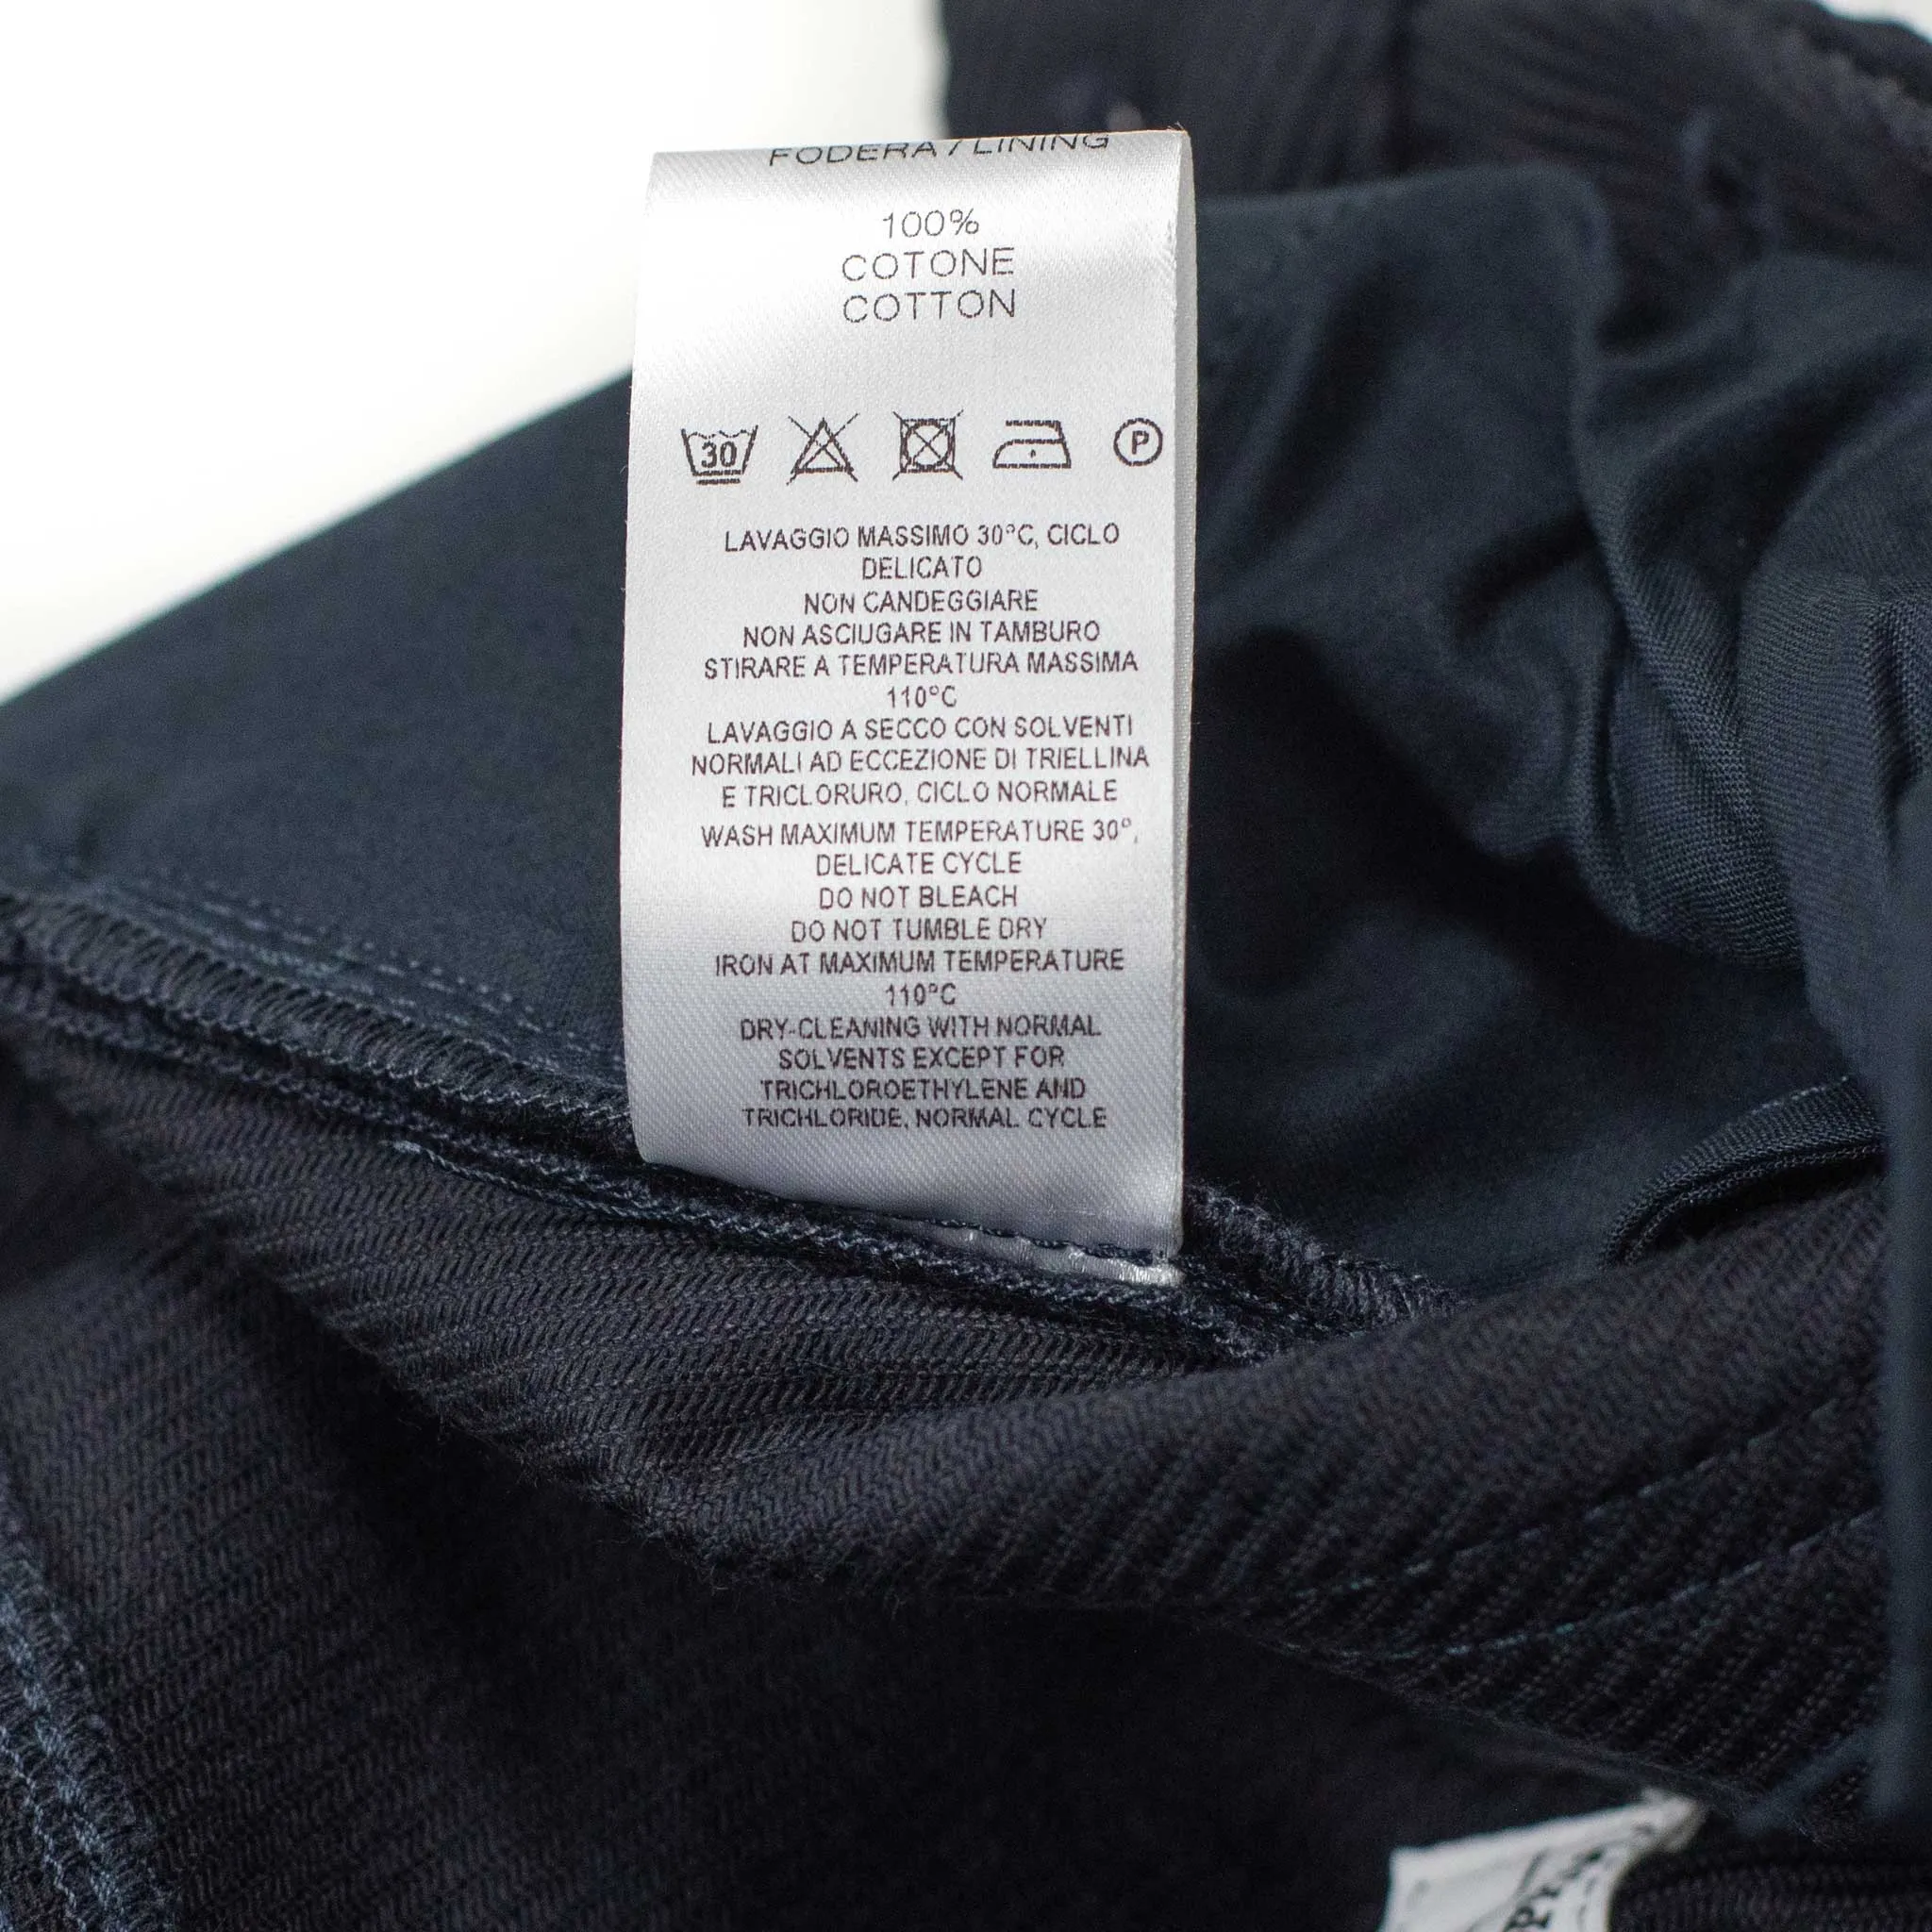 FODERA / LINING
100%
COTONE
COTTON
30 P
LAVAGGIO MASSIMO 30°C, CICLO
DELICATO
NON CANDEGGIARE
NON ASCIUGARE IN TAMBURO
STIRARE A TEMPERATURA MASSIMA
110°C
LAVAGGIO A SECCO CON SOLVENTI
NORMALI AD ECCEZIONE DI TRIELLINA
E TRICLORURO, CICLO NORMALE
WASH MAXIMUM TEMPERATURE 30°,
DELICATE CYCLE
DO NOT BLEACH
DO NOT TUMBLE DRY
IRON AT MAXIMUM TEMPERATURE
110°C
DRY-CLEANING WITH NORMAL
SOLVENTS EXCEPT FOR
TRICHLOROETHYLENE AND
TRICHLORIDE, NORMAL CYCLE